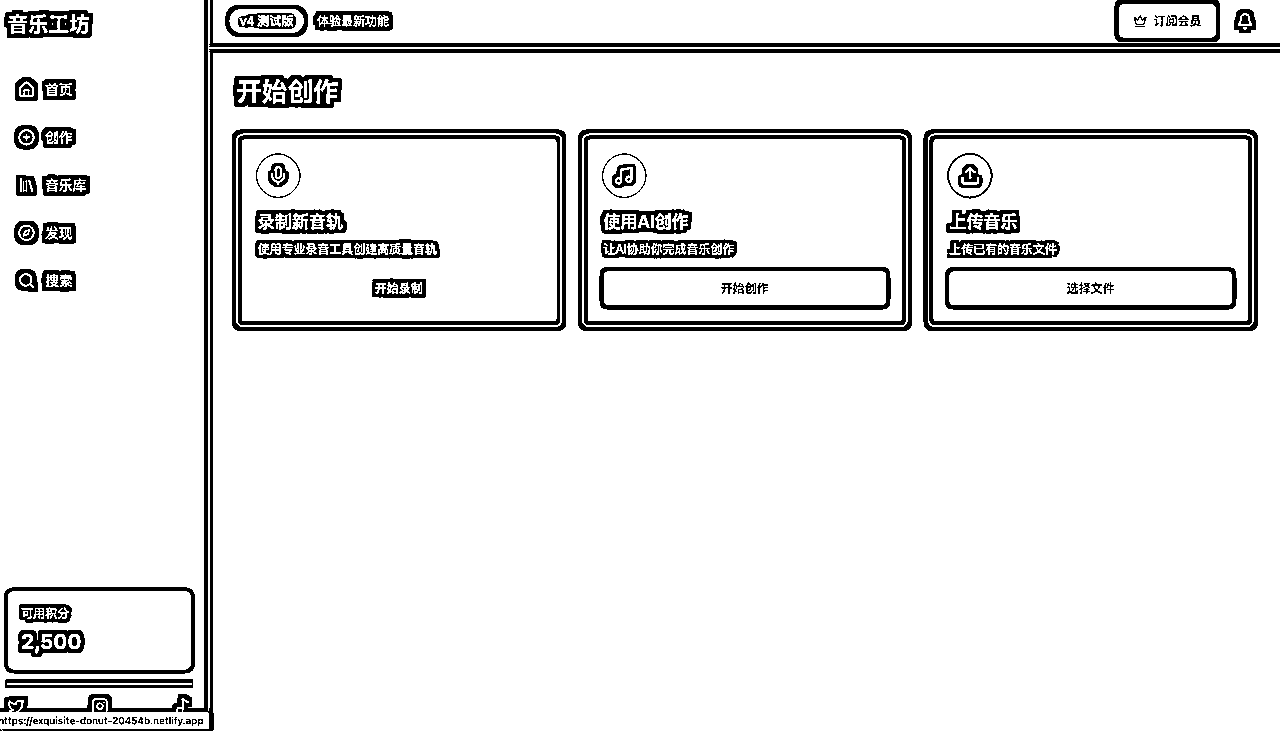 音乐工坊
首页
创作
音乐库
发现
搜索
可用积分
2,500
https://exquisite-donut-20454b.netlify.app
v4 测试版 体验最新功能
订阅会员
开始创作
录制新音轨
使用专业录音工具创建高质量音轨
开始录制
使用AI创作
让AI协助你完成音乐创作
开始创作
上传音乐
上传已有的音乐文件
选择文件